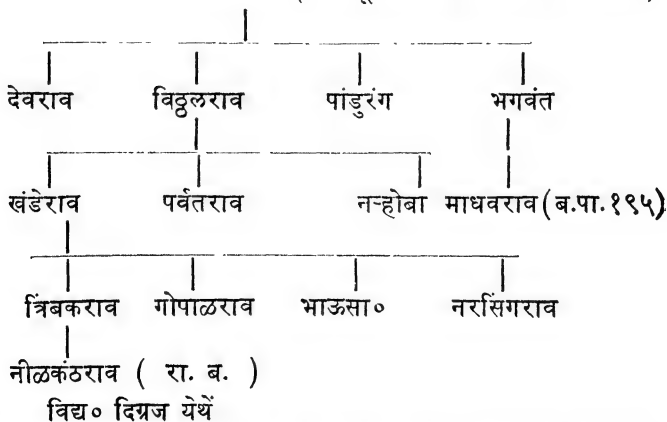 देवराव विठ्ठलराव पांडुरंग भगवंत
खंडेराव पर्वतराव नऱ्होबा माधवराव (ब.पा.१९५)
त्रिंबकराव गोपाळराव भाऊसा० नरसिंगराव
नीळकंठराव ( रा. ब. )
विद्य० दिग्रज येथें